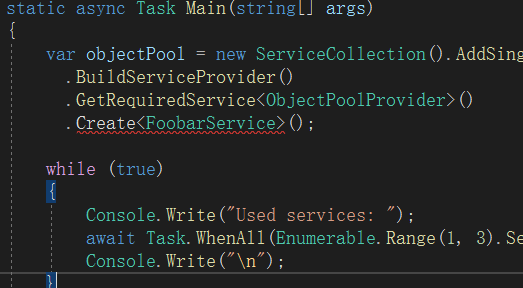 static async Task Main(string[] args)
{
var objectPool = new ServiceCollection().AddSing
.BuildServiceProvider()
.GetRequiredService<ObjectPoolProvider>()
.Create<FoobarService>();
while (true)
{
Console.Write("Used services: ");
await Task.WhenAll(Enumerable.Range(1, 3).Se
Console.Write("\n");
}